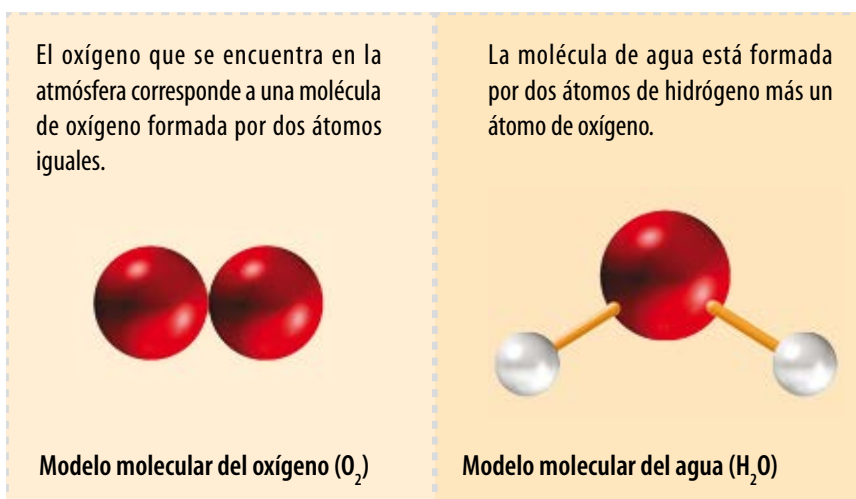 El oxígeno que se encuentra en la
atmósfera corresponde a una molécula
de oxígeno formada por dos átomos
iguales.
Modelo molecular del oxígeno (O₂)
La molécula de agua está formada
por dos átomos de hidrógeno más un
átomo de oxígeno.
Modelo molecular del agua (H₂O)